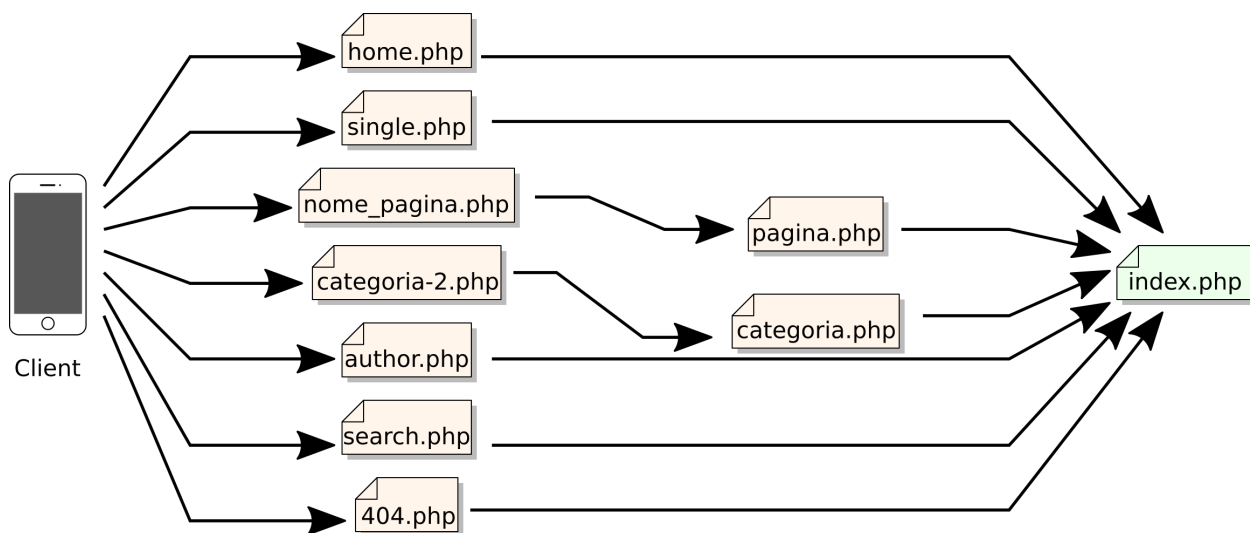 home.php
single.php
nome_pagina.php
pagina.php
categoria-2.php
index.php
categoria.php
author.php
Client
search.php
404.php